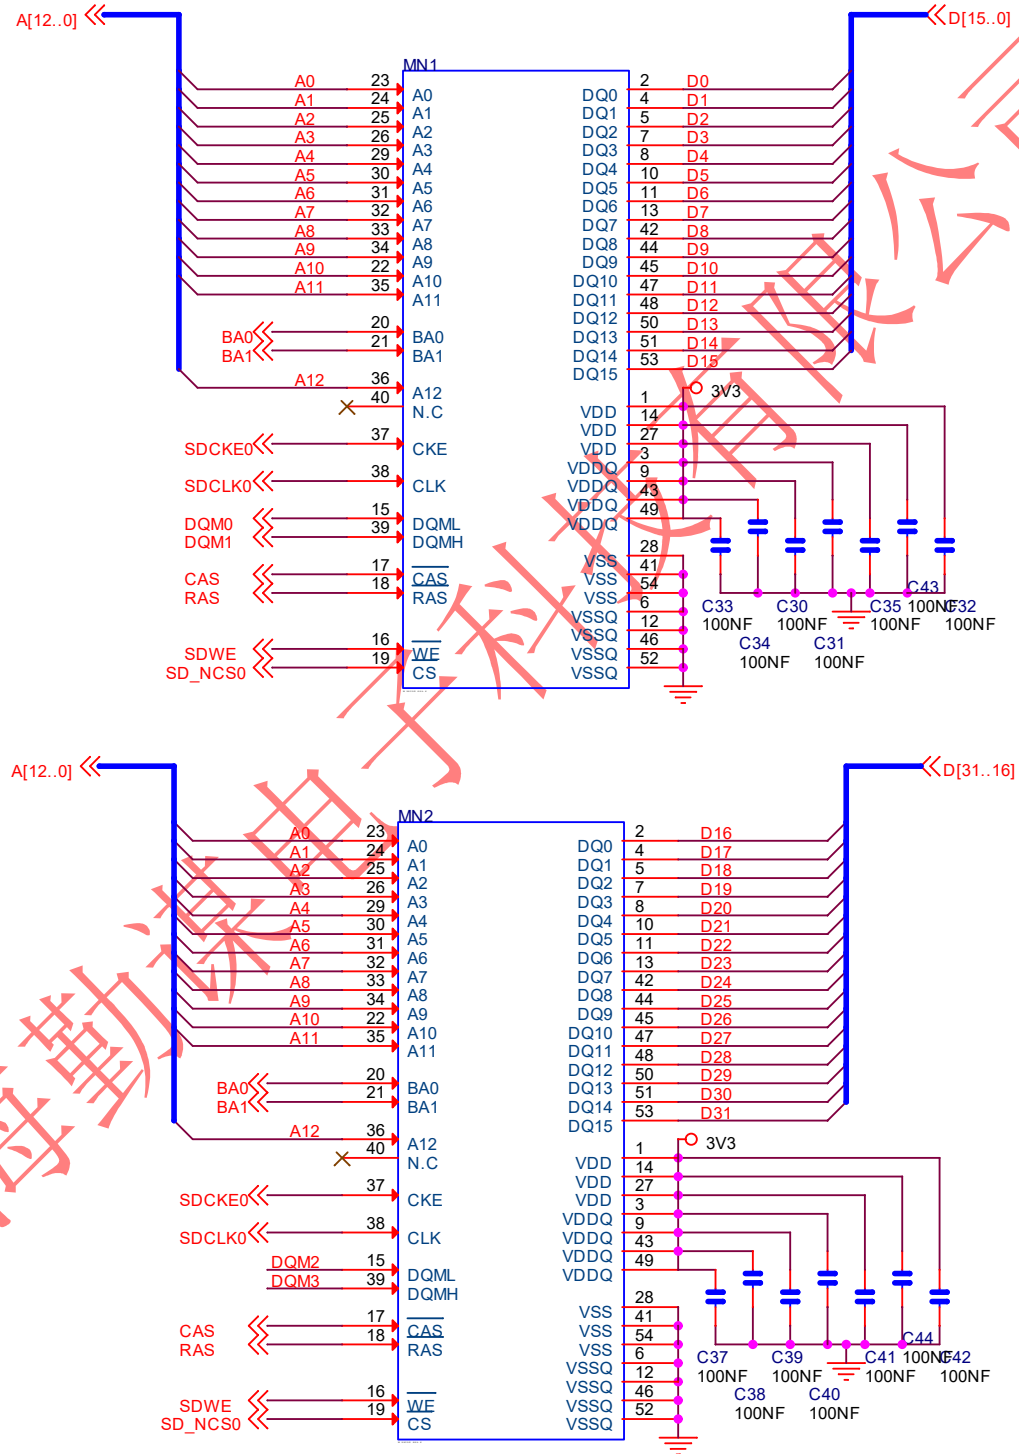 A[12..0]
D[15..0]
MN1
A0 23 A0
A1 24 A1
A2 25 A2
A3 26 A3
A4 29 A4
A5 30 A5
A6 31 A6
A7 32 A7
A8 33 A8
A9 34 A9
A10 22 A10
A11 35 A11
BA0 20 BA0
BA1 21 BA1
A12 36 A12
40 N.C
SDCKE0 37 CKE
SDCLK0 38 CLK
DQM0 15 DQML
DQM1 39 DQMH
CAS 17 CAS
RAS 18 RAS
SDWE 16 WE
SD_NCS0 19 CS
DQ0 2 D0
DQ1 4 D1
DQ2 5 D2
DQ3 7 D3
DQ4 8 D4
DQ5 10 D5
DQ6 11 D6
DQ7 13 D7
DQ8 42 D8
DQ9 44 D9
DQ10 45 D10
DQ11 47 D11
DQ12 48 D12
DQ13 50 D13
DQ14 51 D14
DQ15 53 D15
3V3
VDD 1
VDD 14
VDD 27
VDDQ 3
VDDQ 9
VDDQ 43
VDDQ 49
VSS 28
VSS 41
VSS 54
VSSQ 6
VSSQ 12
VSSQ 46
VSSQ 52
C33 100NF
C34 100NF
C30 100NF
C31 100NF
C35 100NF
C43 100NF
C32 100NF
A[12..0]
D[31..16]
MN2
A0 23 A0
A1 24 A1
A2 25 A2
A3 26 A3
A4 29 A4
A5 30 A5
A6 31 A6
A7 32 A7
A8 33 A8
A9 34 A9
A10 22 A10
A11 35 A11
BA0 20 BA0
BA1 21 BA1
A12 36 A12
40 N.C
SDCKE0 37 CKE
SDCLK0 38 CLK
DQM2 15 DQML
DQM3 39 DQMH
CAS 17 CAS
RAS 18 RAS
SDWE 16 WE
SD_NCS0 19 CS
DQ0 2 D16
DQ1 4 D17
DQ2 5 D18
DQ3 7 D19
DQ4 8 D20
DQ5 10 D21
DQ6 11 D22
DQ7 13 D23
DQ8 42 D24
DQ9 44 D25
DQ10 45 D26
DQ11 47 D27
DQ12 48 D28
DQ13 50 D29
DQ14 51 D30
DQ15 53 D31
3V3
VDD 1
VDD 14
VDD 27
VDDQ 3
VDDQ 9
VDDQ 43
VDDQ 49
VSS 28
VSS 41
VSS 54
VSSQ 6
VSSQ 12
VSSQ 46
VSSQ 52
C37 100NF
C38 100NF
C39 100NF
C40 100NF
C41 100NF
C44 100NF
C42 100NF
海勤谋电子科技有限公司